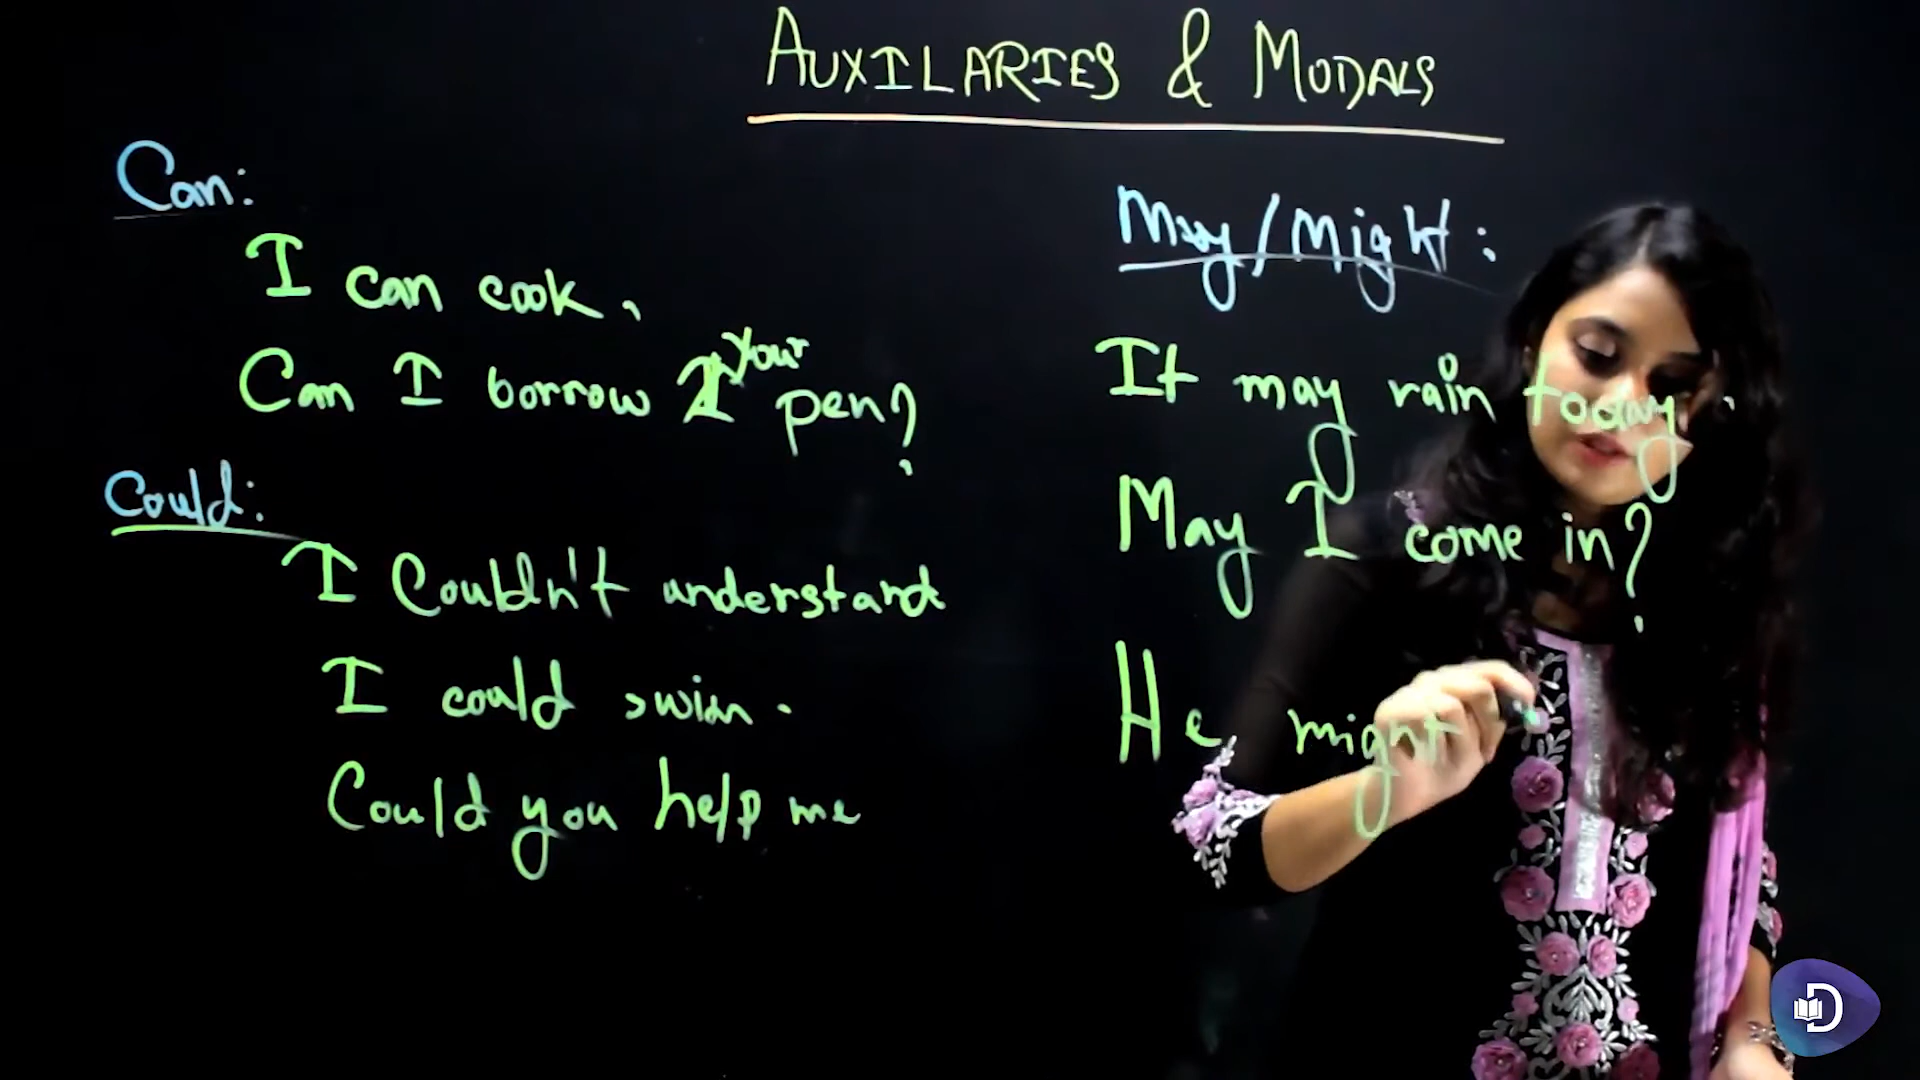 AUXILARIES & MODALS
Can:
I can cook.
Can I borrow your pen?
Could:
I Couldn't understand
I could swim.
Could you help me
May/Might:
It may rain today.
May I come in?
He might
D